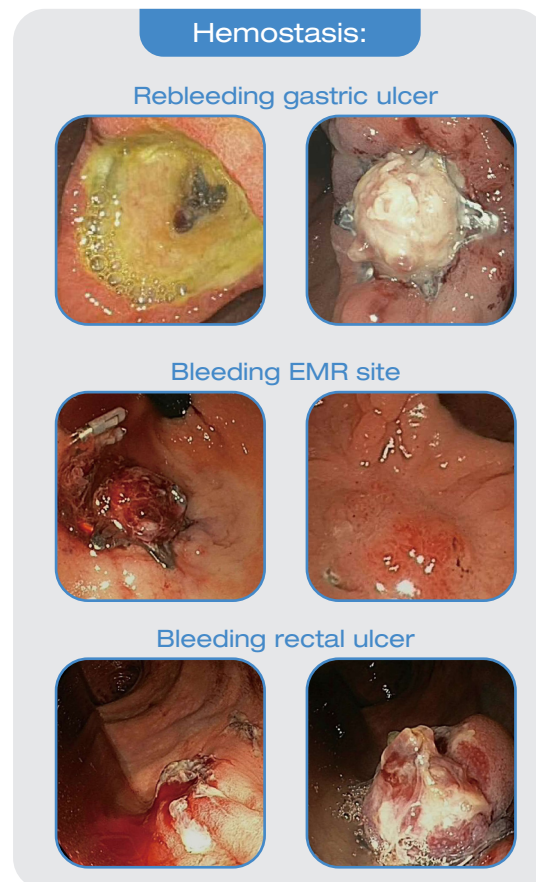 Hemostasis:
Rebleeding gastric ulcer
Bleeding EMR site
Bleeding rectal ulcer